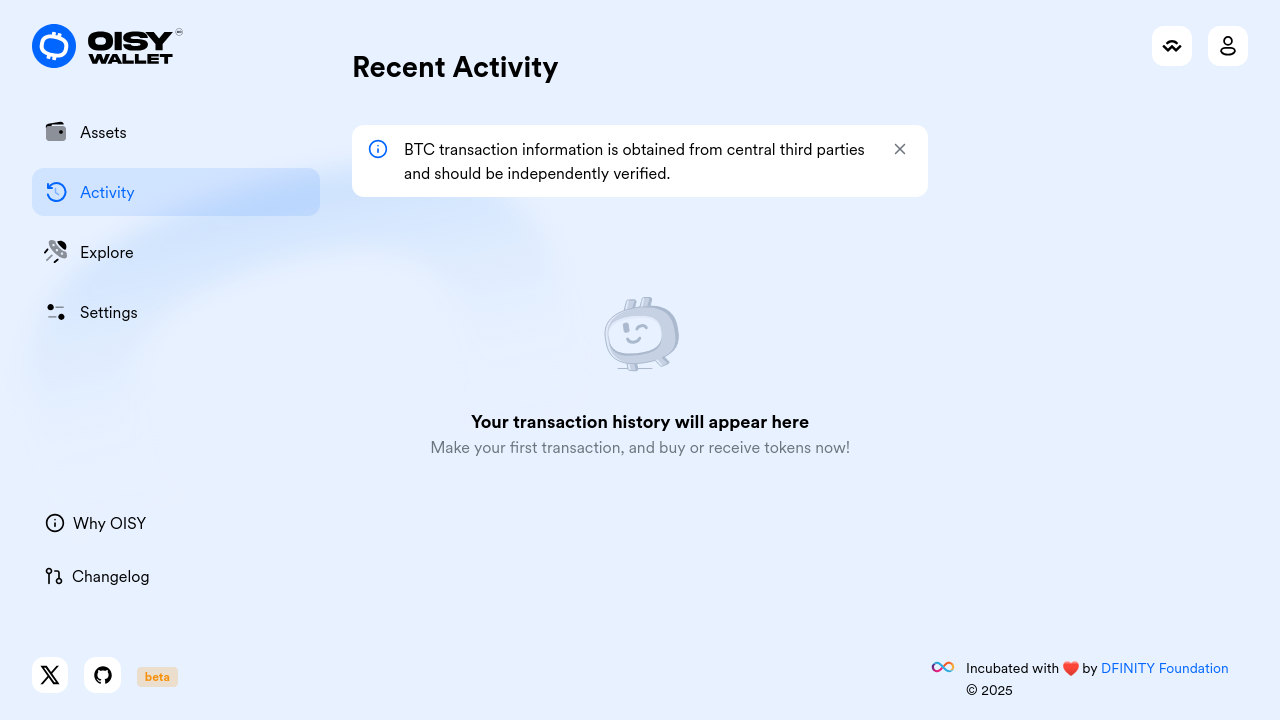 OISY
WALLET
Recent Activity
Assets
BTC transaction information is obtained from central third parties
and should be independently verified.
Activity
Explore
Settings
Your transaction history will appear here
Make your first transaction, and buy or receive tokens now!
Why OISY
Changelog
beta
Incubated with ❤️ by DFINITY Foundation
© 2025